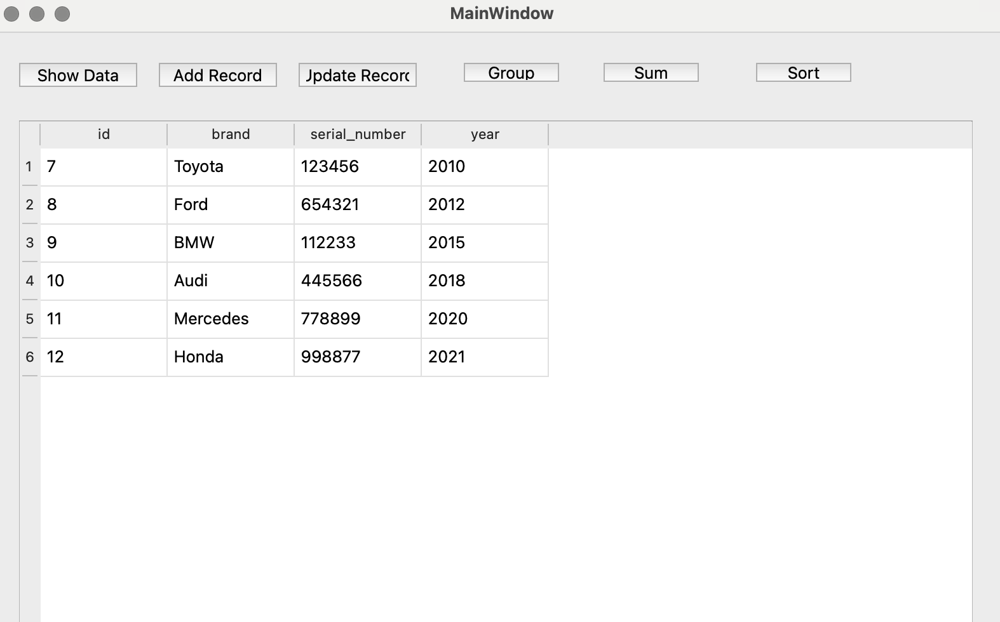 MainWindow
Show Data Add Record Jpdate Recorc Group Sum Sort
id brand serial_number year
1 7 Toyota 123456 2010
2 8 Ford 654321 2012
3 9 BMW 112233 2015
4 10 Audi 445566 2018
5 11 Mercedes 778899 2020
6 12 Honda 998877 2021